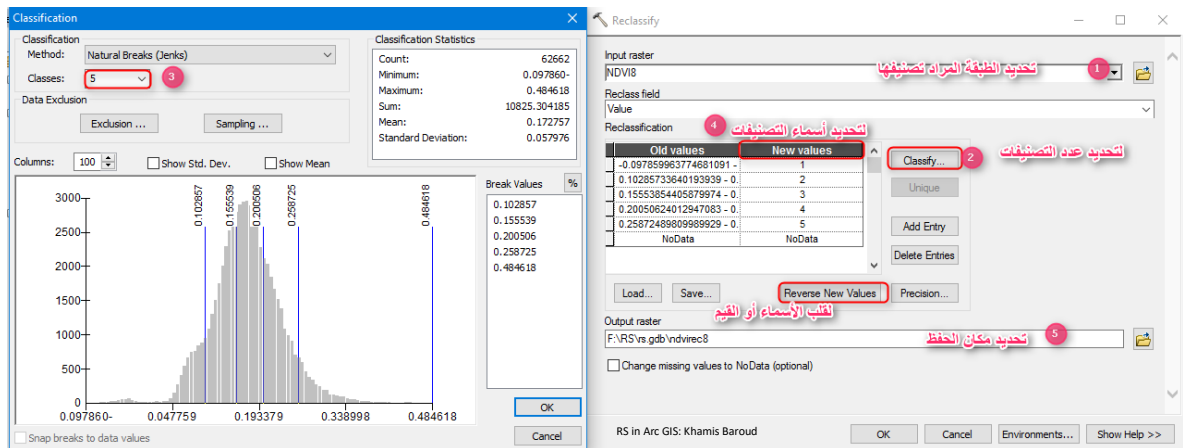 Classification
Classification
Method: Natural Breaks (Jenks)
Classes: 5 3
Data Exclusion
Exclusion ... Sampling ...
Classification Statistics
Count: 62662
Minimum: 0.097860-
Maximum: 0.484618
Sum: 10825.304185
Mean: 0.172757
Standard Deviation: 0.057976
Columns: 100 Show Std. Dev. Show Mean
Break Values %
0.102857
0.155539
0.200506
0.258725
0.484618
0.102857
0.155539
0.200506
0.258725
0.484618
3000
2500
2000
1500
1000
500
0
0.097860- 0.047759 0.193379 0.338998 0.484618
Snap breaks to data values
OK
Cancel
Reclassify
Input raster
NDVI8 تحديد الطبقة المراد تصنيفها 1
Reclass field
Value
Reclassification 4 لتحديد أسماء التصنيفات
لتحديد عدد التصنيفات
Old values New values
-0.097859963774681091 - 1
0.10285733640193939 - 0. 2
0.15553854405879974 - 0. 3
0.20050624012947083 - 0. 4
0.25872489809989929 - 0. 5
NoData NoData
Classify... 2
Unique
Add Entry
Delete Entries
Load... Save... Reverse New Values Precision...
لقلب الأسماء أو القيم
Output raster
F:\RS\rs.gdb\ndvirec8 تحديد مكان الحفظ 5
Change missing values to NoData (optional)
RS in Arc GIS: Khamis Baroud
OK Cancel Environments... Show Help >>